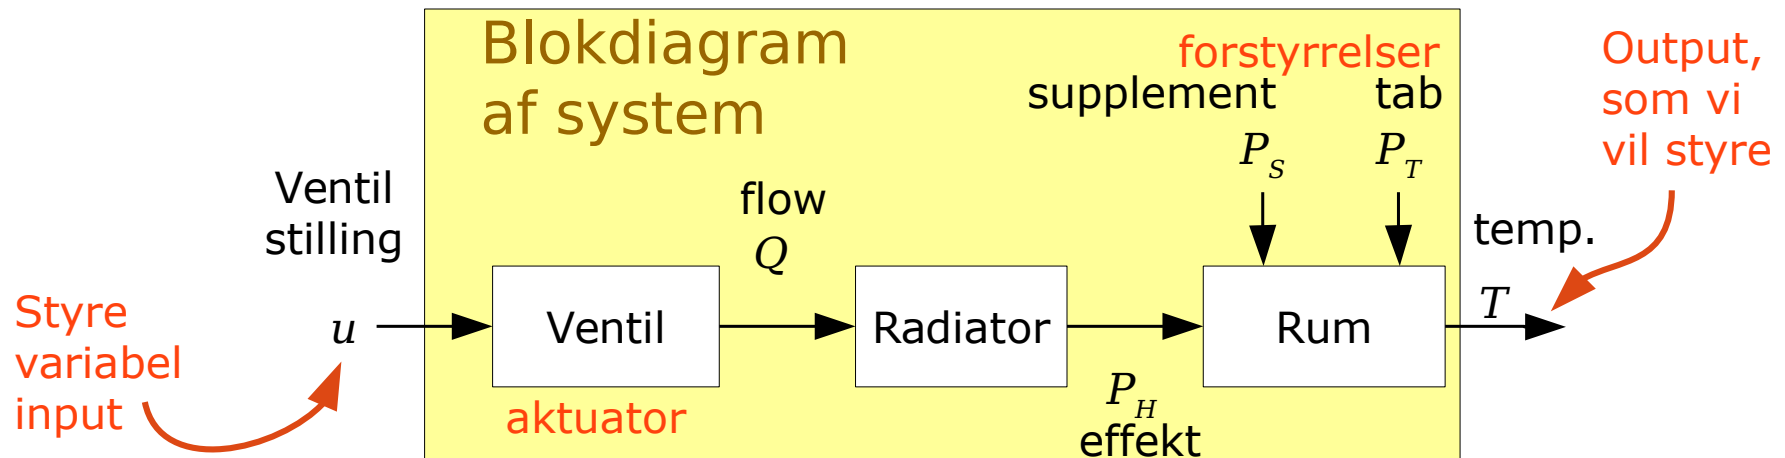 Blokdiagram
af system
forstyrrelser
supplement
tab
P_S
P_T
Output,
som vi
vil styre
Ventil
stilling
flow
Q
temp.
T
Styre
variabel
input
u
Ventil
Radiator
Rum
aktuator
P_H
effekt